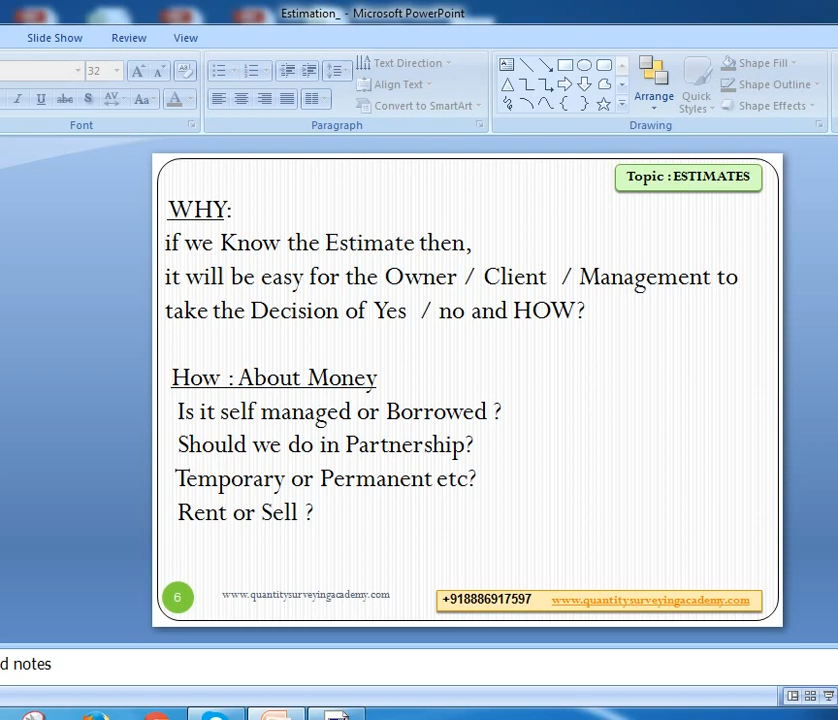 Estimation_ - Microsoft PowerPoint
Slide Show Review View
32 A A
Text Direction
Align Text
Convert to SmartArt
I U abc S AV Aa A
Arrange
Quick Styles
Shape Fill
Shape Outline
Shape Effects
Font Paragraph Drawing
Topic : ESTIMATES
WHY:
if we Know the Estimate then,
it will be easy for the Owner / Client / Management to
take the Decision of Yes / no and HOW?
How : About Money
Is it self managed or Borrowed ?
Should we do in Partnership?
Temporary or Permanent etc?
Rent or Sell ?
6 www.quantitysurveyingacademy.com +918886917597 www.quantitysurveyingacademy.com
d notes